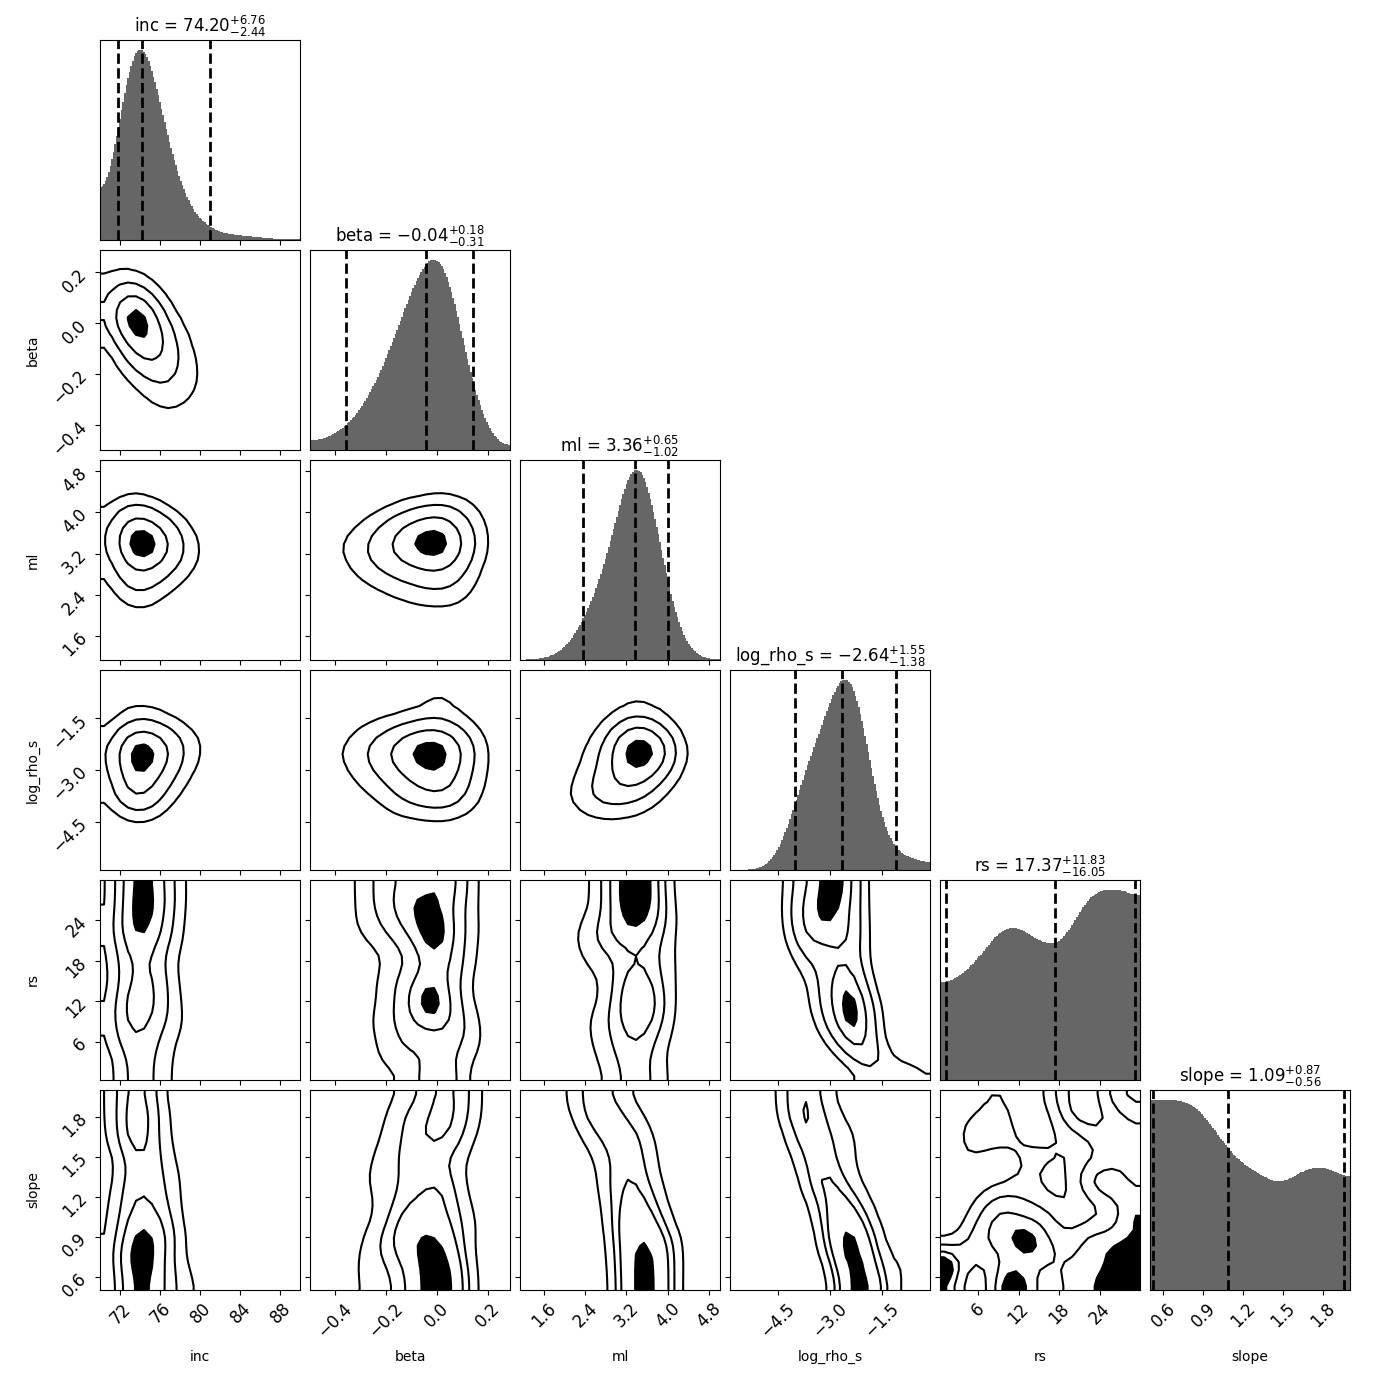 inc = 74.20+6.76−2.44
beta = −0.04+0.18−0.31
0.2
0.0
−0.2
−0.4
beta
ml = 3.36+0.65−1.02
4.8
4.0
3.2
2.4
1.6
ml
log_rho_s = −2.64+1.55−1.38
−1.5
−3.0
−4.5
log_rho_s
rs = 17.37+11.83−16.05
24
18
12
6
rs
slope = 1.09+0.87−0.56
1.8
1.5
1.2
0.9
0.6
slope
72 76 80 84 88 −0.4 −0.2 0.0 0.2 1.6 2.4 3.2 4.0 4.8 −4.5 −3.0 −1.5 6 12 18 24 0.6 0.9 1.2 1.5 1.8
inc beta ml log_rho_s rs slope